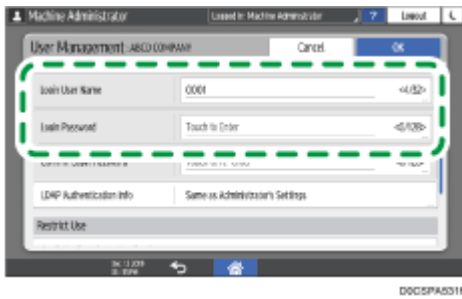 Machine Administrator Logged in: Machine Administrator ? Logout
User Management : ABCD COMPANY Cancel OK
Login User Name 0001 <4/32>
Login Password Touch to Enter <0/128>
LDAP Authentication Info Same as Administrator's Settings
Restrict Use
D0CSPA5316